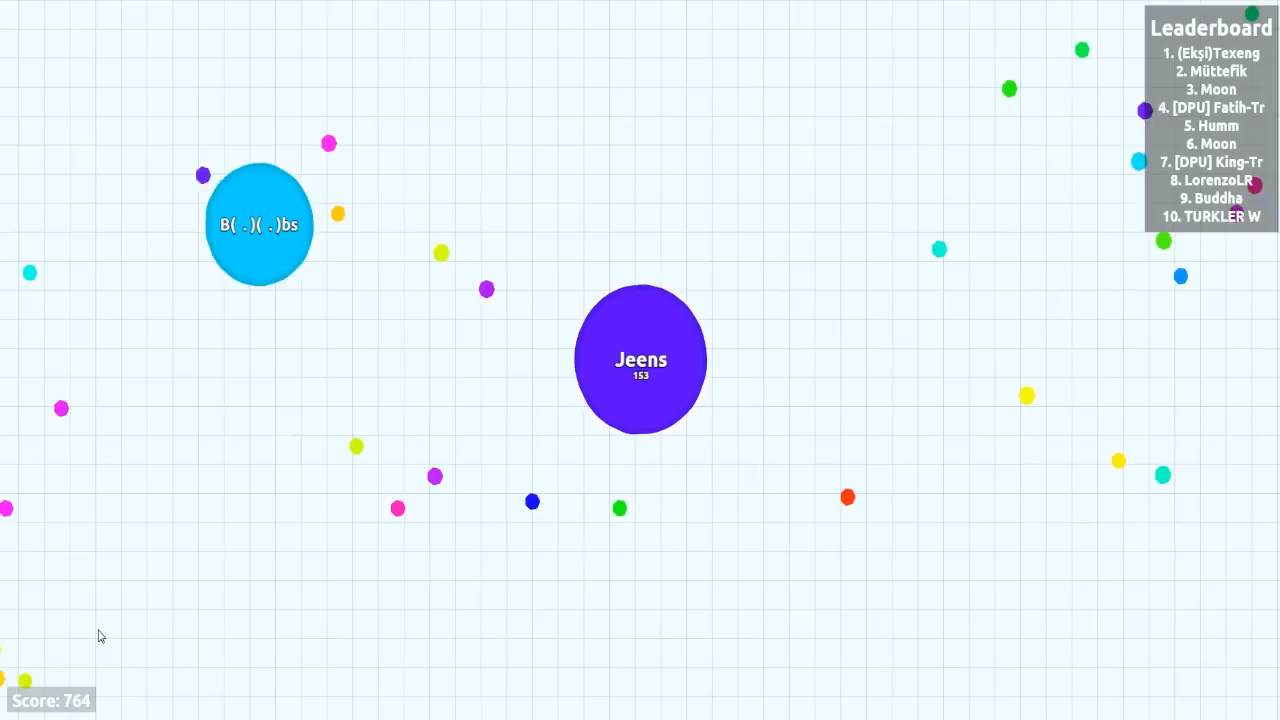 Leaderboard
1. (Ekşi)Texeng
2. Müttefik
3. Moon
4. [DPU] Fatih-Tr
5. Humm
6. Moon
7. [DPU] King-Tr
8. LorenzoLR
9. Buddha
10. TURKLER W
B( .)( .)bs
Jeens
153
Score: 764